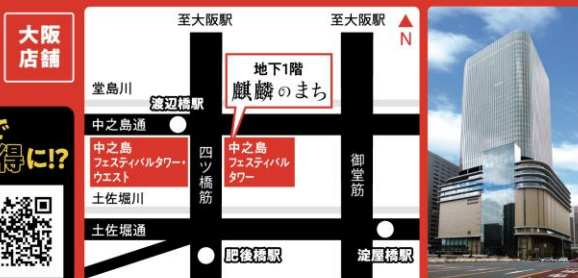 大阪
店舗
で
得に!?
至大阪駅
至大阪駅
N
地下1階
麒麟のまち
堂島川
渡辺橋駅
中之島通
中之島
フェスティバルタワー・
ウエスト
四ツ橋筋
中之島
フェスティバル
タワー
御堂筋
土佐堀川
土佐堀通
肥後橋駅
淀屋橋駅